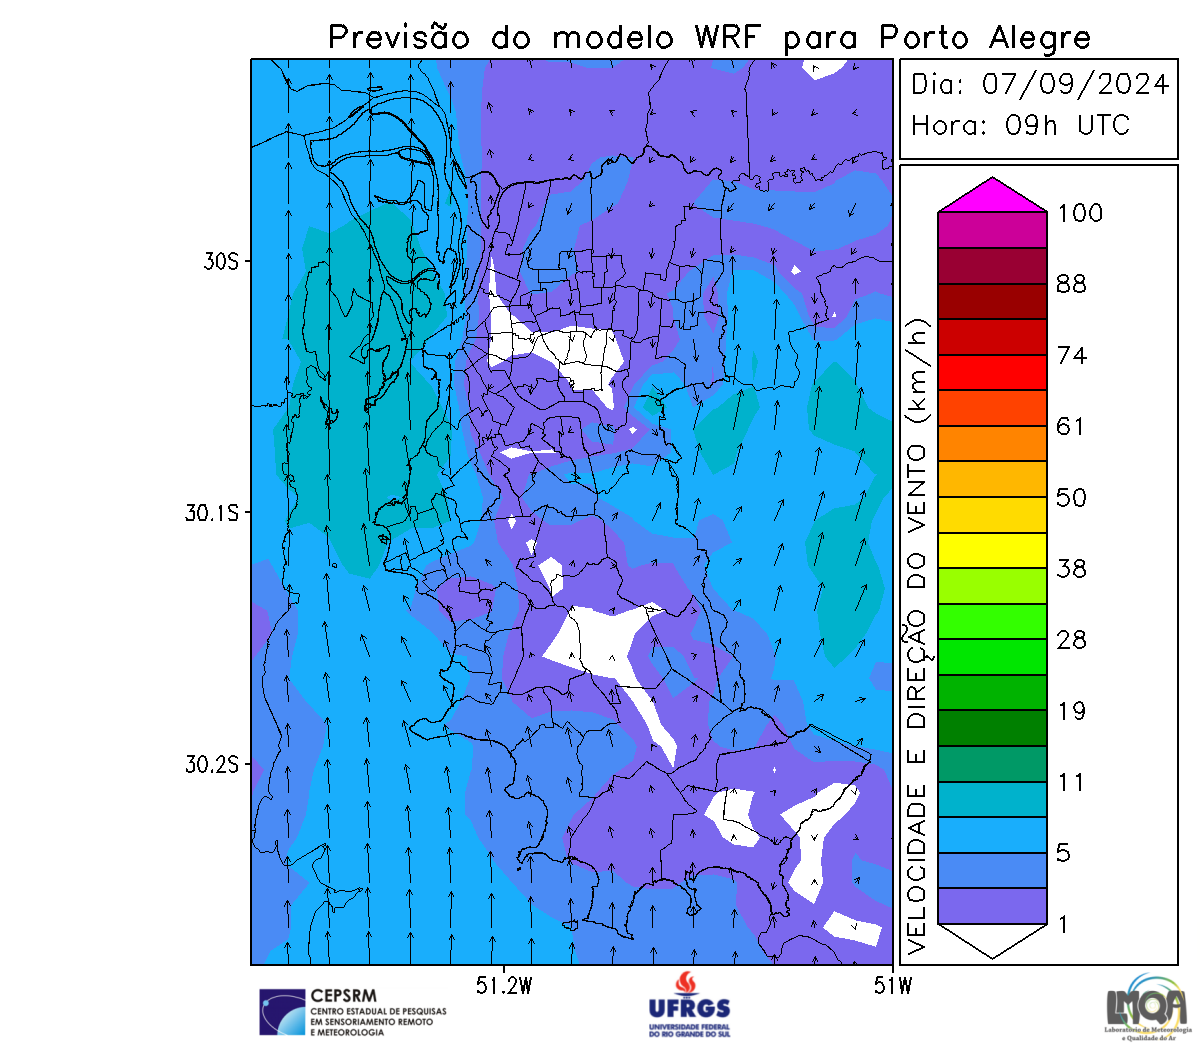 Previsão do modelo WRF para Porto Alegre
Dia: 07/09/2024
Hora: 09h UTC
30S
30.1S
30.2S
51.2W
51W
VELOCIDADE E DIREÇÃO DO VENTO (km/h)
100
88
74
61
50
38
28
19
11
5
1
CEPSRM
CENTRO ESTADUAL DE PESQUISAS
EM SENSORIAMENTO REMOTO
E METEOROLOGIA
UFRGS
UNIVERSIDADE FEDERAL
DO RIO GRANDE DO SUL
LMQA
Laboratório de Meteorologia
e Qualidade do Ar